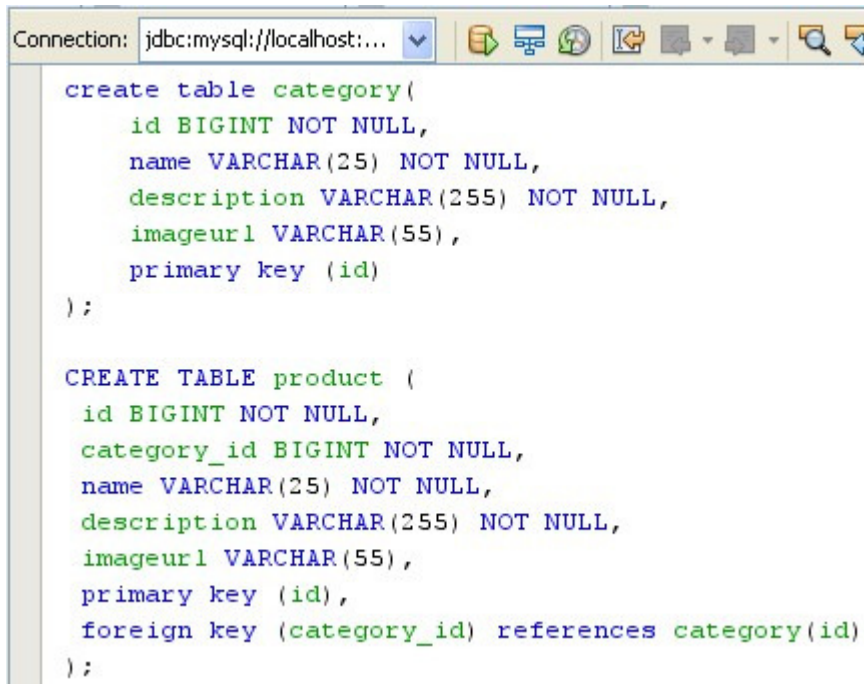 Connection: jdbc:mysql://localhost:...
create table category(
id BIGINT NOT NULL,
name VARCHAR(25) NOT NULL,
description VARCHAR(255) NOT NULL,
imageurl VARCHAR(55),
primary key (id)
);
CREATE TABLE product (
id BIGINT NOT NULL,
category_id BIGINT NOT NULL,
name VARCHAR(25) NOT NULL,
description VARCHAR(255) NOT NULL,
imageurl VARCHAR(55),
primary key (id),
foreign key (category_id) references category(id)
);